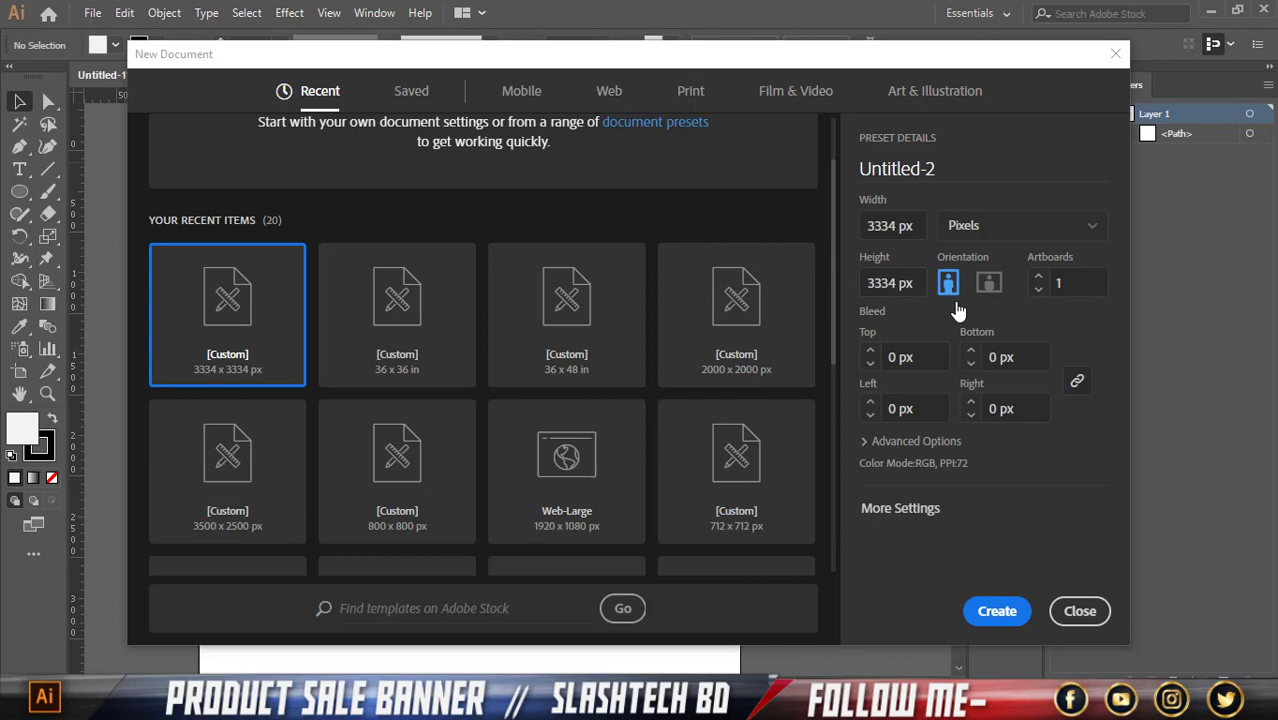 Ai File Edit Object Type Select Effect View Window Help Essentials Search Adobe Stock
No Selection
New Document
Untitled-1
Recent Saved Mobile Web Print Film & Video Art & Illustration
Start with your own document settings or from a range of document presets
to get working quickly.
YOUR RECENT ITEMS (20)
[Custom] [Custom] [Custom] [Custom]
3334 x 3334 px 36 x 36 in 36 x 48 in 2000 x 2000 px
[Custom] [Custom] Web-Large [Custom]
3500 x 2500 px 800 x 800 px 1920 x 1080 px 712 x 712 px
Find templates on Adobe Stock Go
PRESET DETAILS
Untitled-2
Width
3334 px Pixels
Height Orientation Artboards
3334 px 1
Bleed
Top Bottom
0 px 0 px
Left Right
0 px 0 px
Advanced Options
Color Mode:RGB, PPI:72
More Settings
Create Close
Layer 1
<Path>
Ai PRODUCT SALE BANNER // SLASHTECH BD FOLLOW ME-